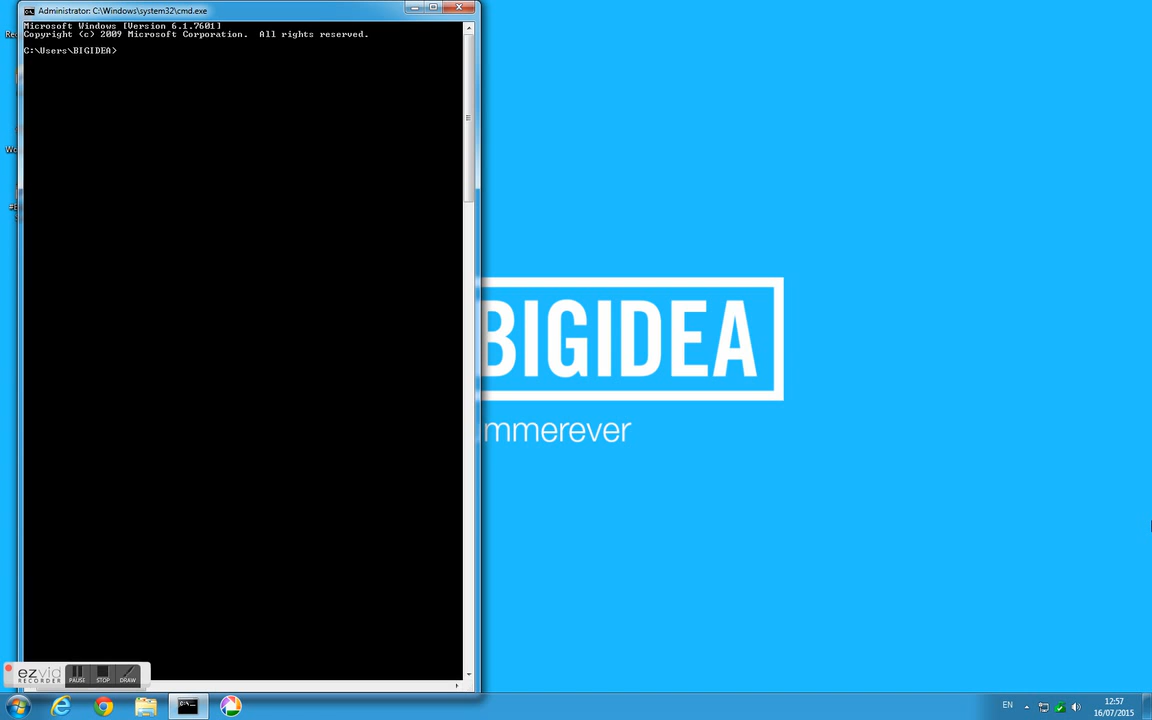 Administrator: C:\Windows\system32\cmd.exe
Microsoft Windows [Version 6.1.7601]
Copyright (c) 2009 Microsoft Corporation.  All rights reserved.
C:\Users\BIGIDEA>
BIGIDEA
mmerever
ezvid
RECORDER
PAUSE
STOP
DRAW
EN
12:57
16/07/2015